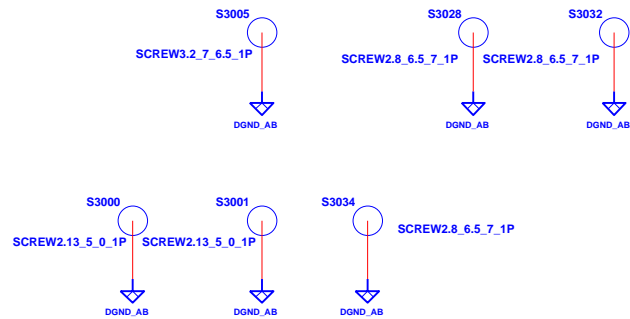 S3005
S3028
S3032
SCREW3.2_7_6.5_1P
SCREW2.8_6.5_7_1P
SCREW2.8_6.5_7_1P
DGND_AB
DGND_AB
DGND_AB
S3000
S3001
S3034
SCREW2.13_5_0_1P
SCREW2.13_5_0_1P
SCREW2.8_6.5_7_1P
DGND_AB
DGND_AB
DGND_AB